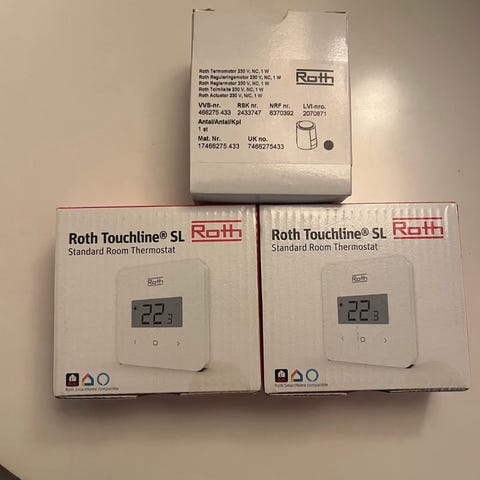 Roth Termomotor 230 V, NC, 1 W
Roth Reguleringsmotor 230 V, NC, 1 W
Roth Reglermotor 230 V, NC, 1 W
Roth Toimilaite 230 V, NC, 1 W
Roth Actuator 230 V, N/C, 1 W
Roth
VVS-nr. RSK nr. NRF nr. LVI-nro.
466275.433 2433747 8370392 2070871
Antal/Antal/Kpl
1 st
Mat. Nr. UK no.
17466275.433 7466275433
Roth Touchline® SL Roth
Standard Room Thermostat
Roth
22.3
Roth SmartHome compatible
Roth Touchline® SL Roth
Standard Room Thermostat
Roth
22.3
Roth SmartHome compatible